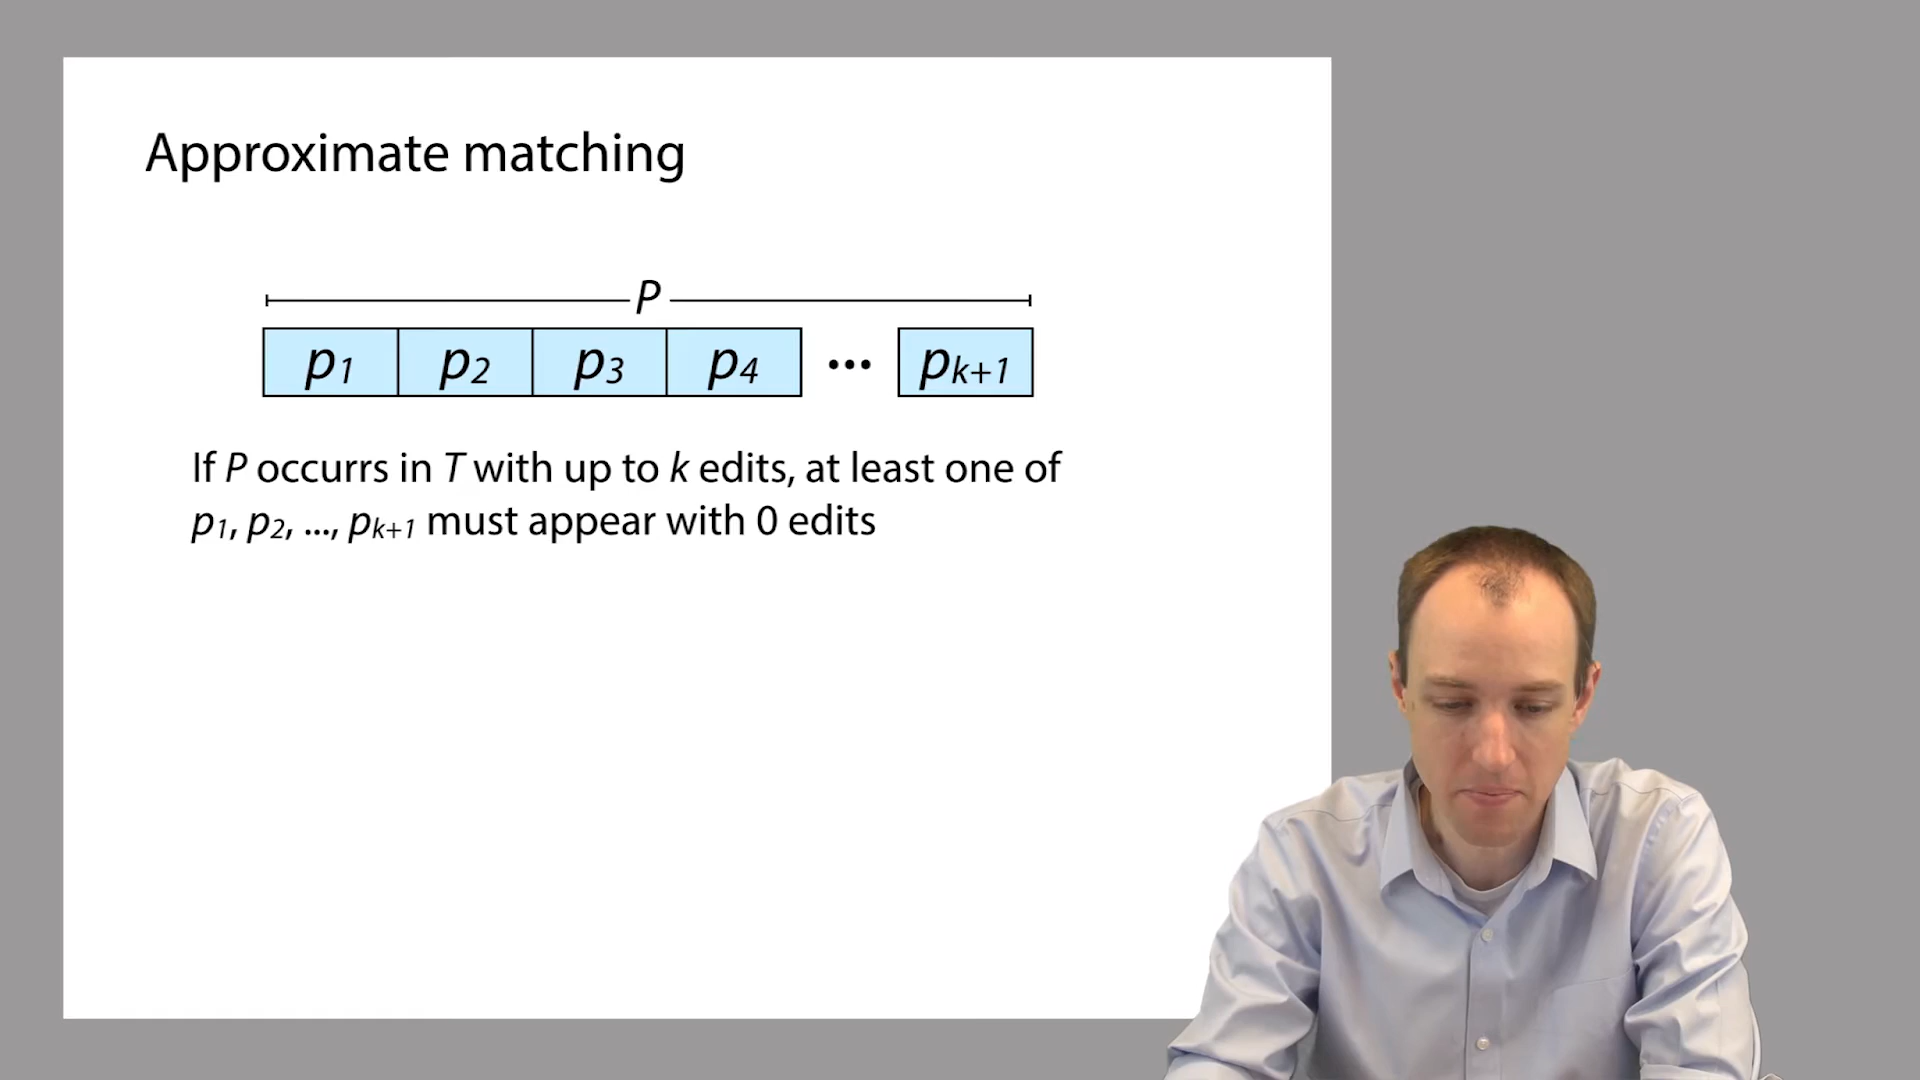 Approximate matching
P
p1 p2 p3 p4 ... pk+1
If P occurrs in T with up to k edits, at least one of
p1, p2, ..., pk+1 must appear with 0 edits